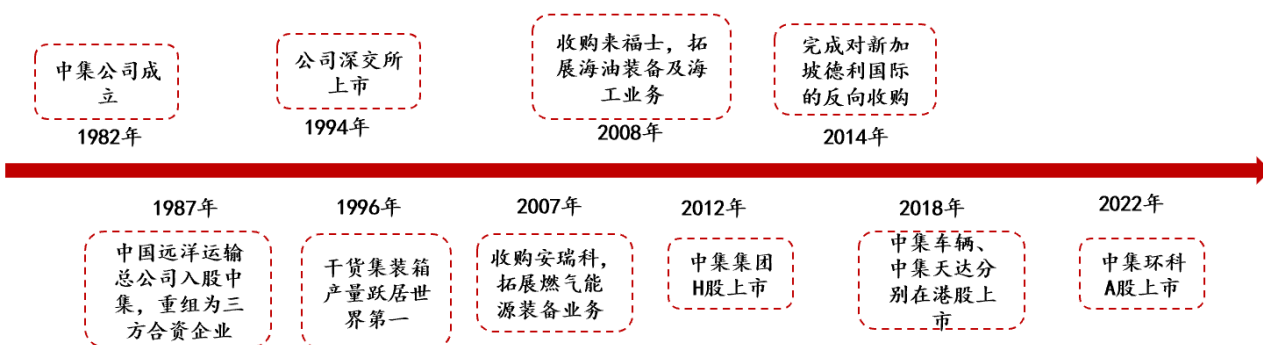 中集公司成
立
1982年
公司深交所
上市
1994年
收购来福士，拓
展海油装备及海
工业务
2008年
完成对新加
坡德利国际
的反向收购
2014年
1987年
中国远洋运输
总公司入股中
集，重组为三
方合资企业
1996年
干货集装箱
产量跃居世
界第一
2007年
收购安瑞科，
拓展燃气能
源装备业务
2012年
中集集团
H股上市
2018年
中集车辆、
中集天达分
别在港股上
市
2022年
中集环科
A股上市